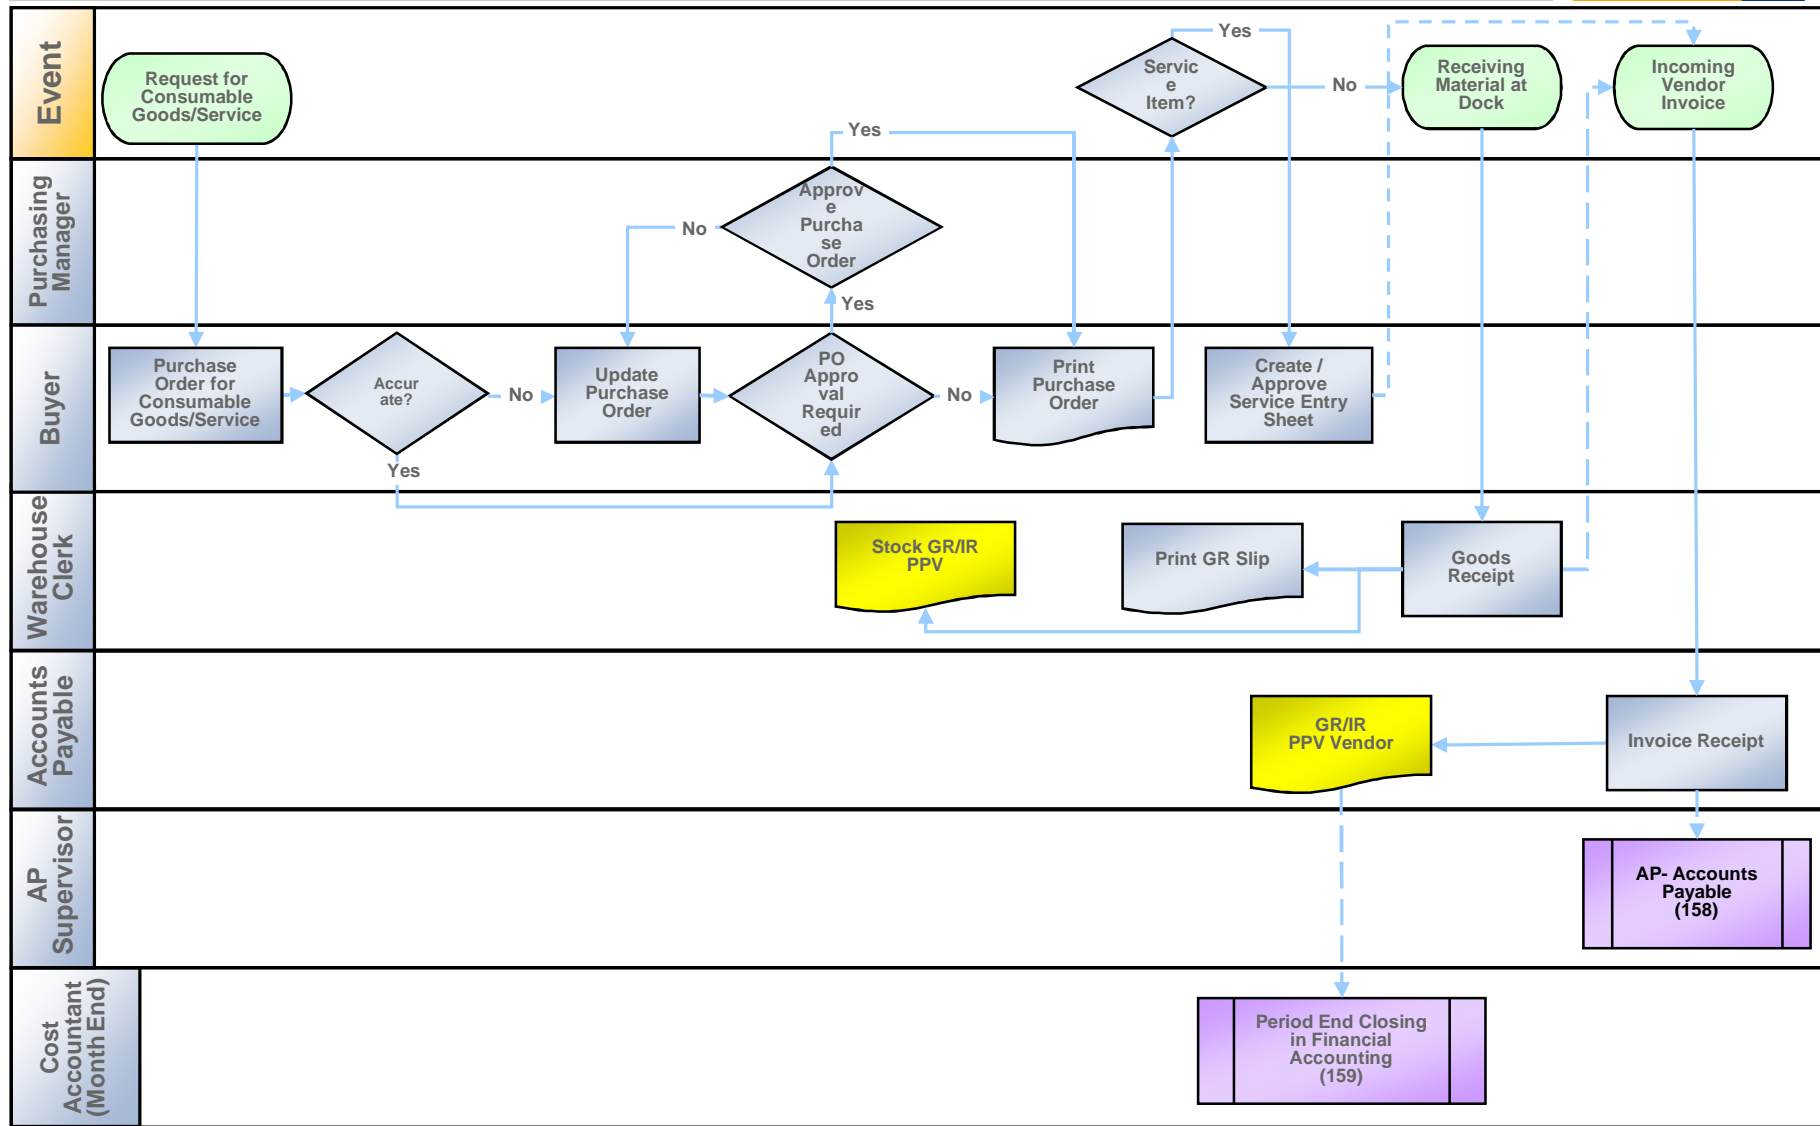 Event
Request for
Consumable
Goods/Service
Servic
e
Item?
Yes
No
Receiving
Material at
Dock
Incoming
Vendor
Invoice
Purchasing
Manager
Yes
No
Approv
e
Purcha
se
Order
Yes
Buyer
Purchase
Order for
Consumable
Goods/Service
Accur
ate?
No
Yes
Update
Purchase
Order
PO
Appro
val
Requir
ed
No
Print
Purchase
Order
Create /
Approve
Service Entry
Sheet
Warehouse
Clerk
Stock GR/IR
PPV
Print GR Slip
Goods
Receipt
Accounts
Payable
GR/IR
PPV Vendor
Invoice Receipt
AP
Supervisor
AP- Accounts
Payable
(158)
Cost
Accountant
(Month End)
Period End Closing
in Financial
Accounting
(159)